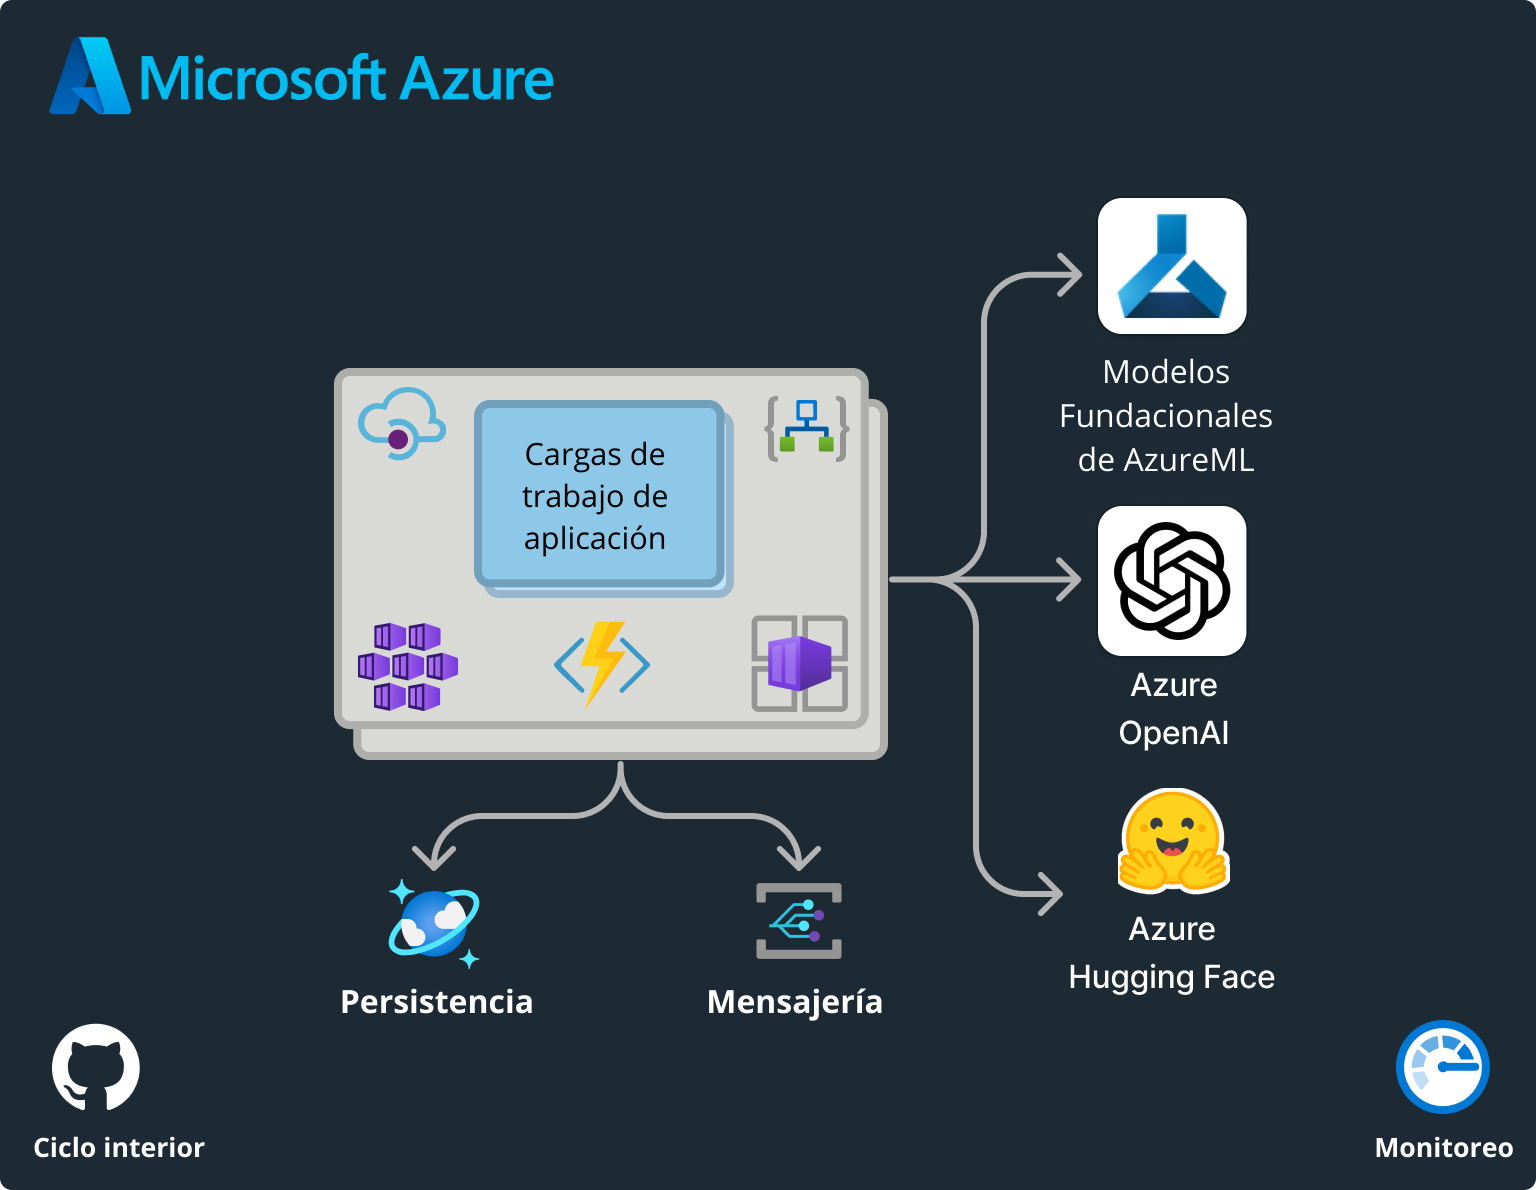 Microsoft Azure
Cargas de
trabajo de
aplicación
Modelos
Fundacionales
de AzureML
Azure
OpenAI
Azure
Hugging Face
Persistencia
Mensajería
Ciclo interior
Monitoreo